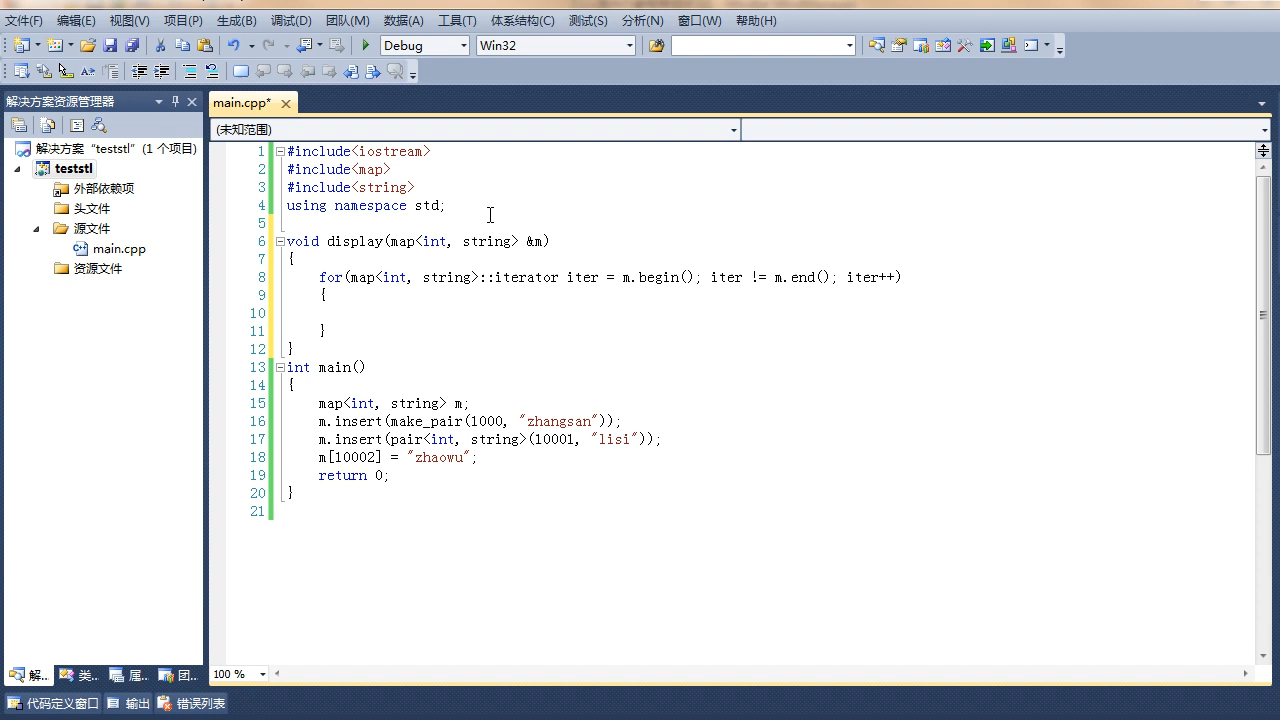 文件(F) 编辑(E) 视图(V) 项目(P) 生成(B) 调试(D) 团队(M) 数据(A) 工具(T) 体系结构(C) 测试(S) 分析(N) 窗口(W) 帮助(H)
Debug Win32
解决方案资源管理器
解决方案 “teststl” (1 个项目)
teststl
外部依赖项
头文件
源文件
main.cpp
资源文件
解... 类... 属... 团...
main.cpp*
(未知范围)
1 #include<iostream>
2 #include<map>
3 #include<string>
4 using namespace std;
5
6 void display(map<int, string> &m)
7 {
8 for(map<int, string>::iterator iter = m.begin(); iter != m.end(); iter++)
9 {
10
11 }
12 }
13 int main()
14 {
15 map<int, string> m;
16 m.insert(make_pair(1000, "zhangsan"));
17 m.insert(pair<int, string>(10001, "lisi"));
18 m[10002] = "zhaowu";
19 return 0;
20 }
21
100 %
代码定义窗口 输出 错误列表